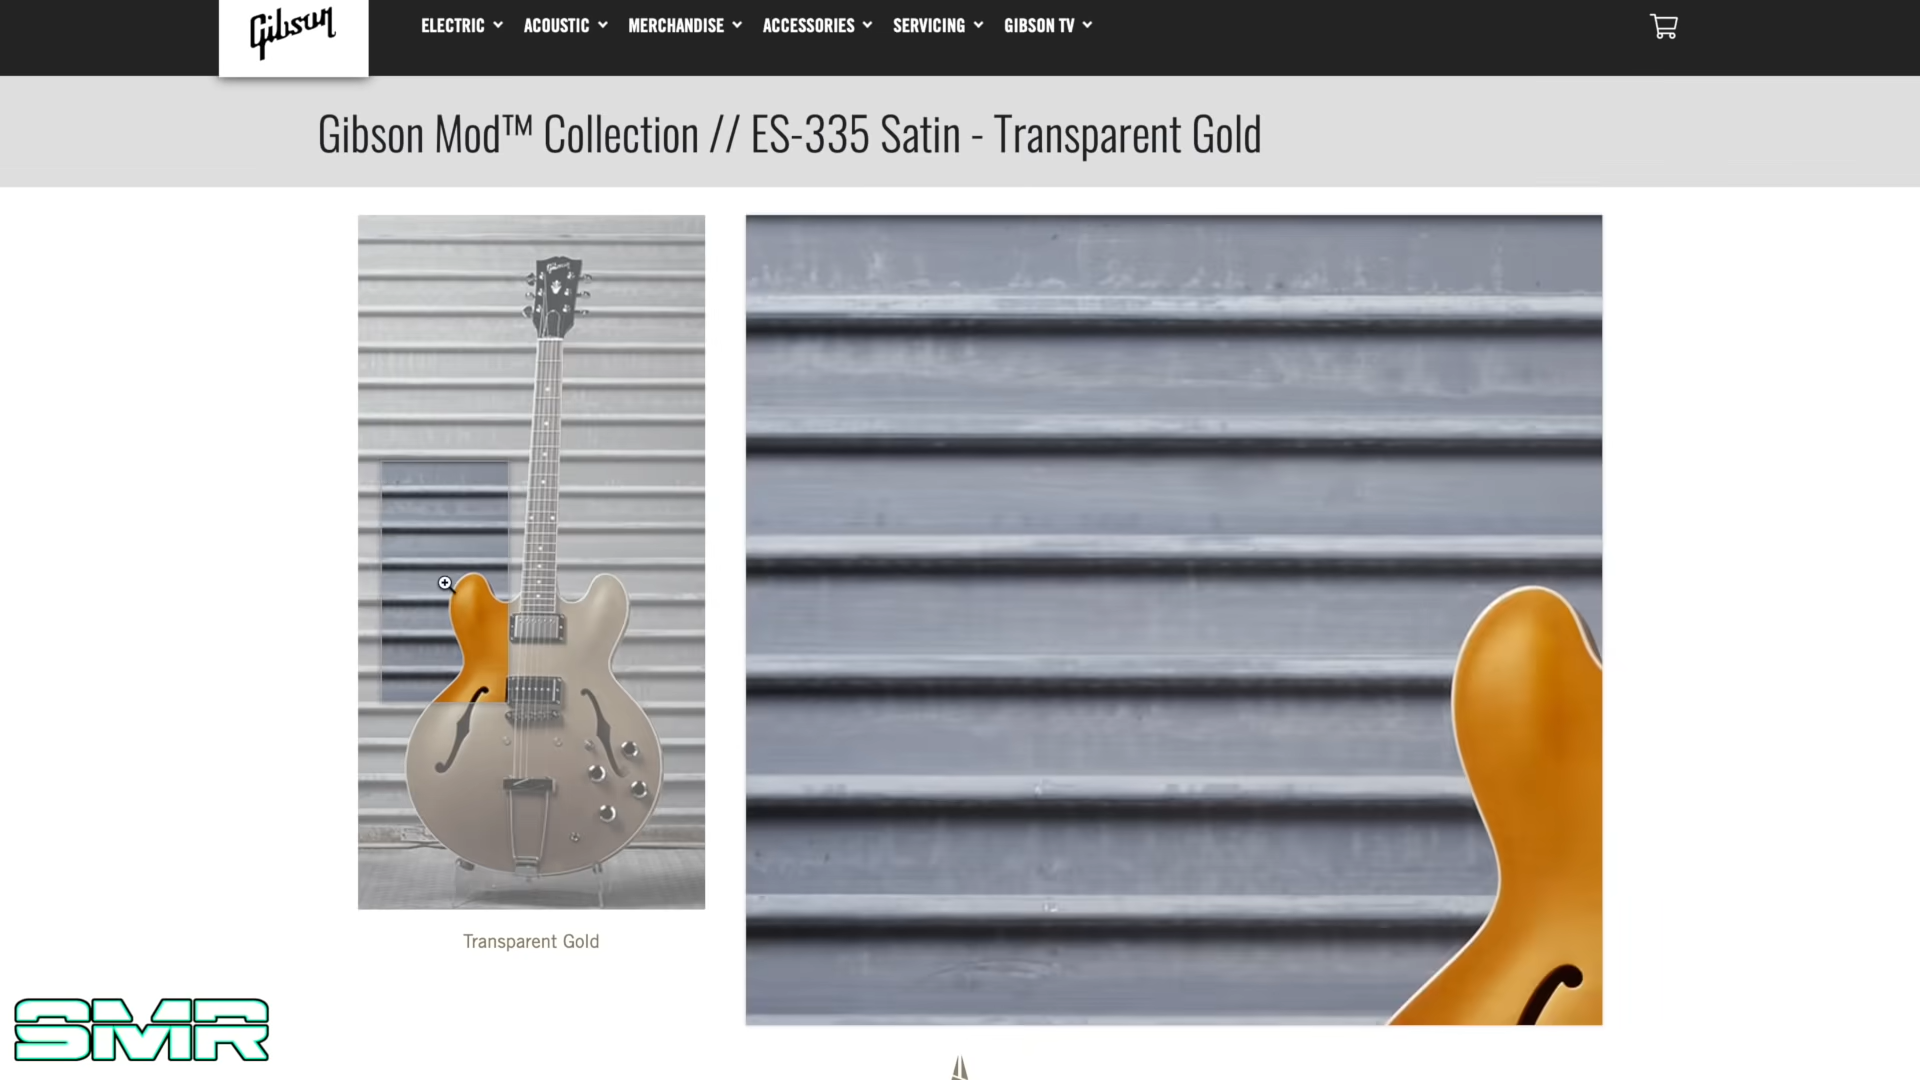 Gibson
ELECTRIC
ACOUSTIC
MERCHANDISE
ACCESSORIES
SERVICING
GIBSON TV
Gibson Mod™ Collection // ES-335 Satin - Transparent Gold
Gibson
Transparent Gold
SMR